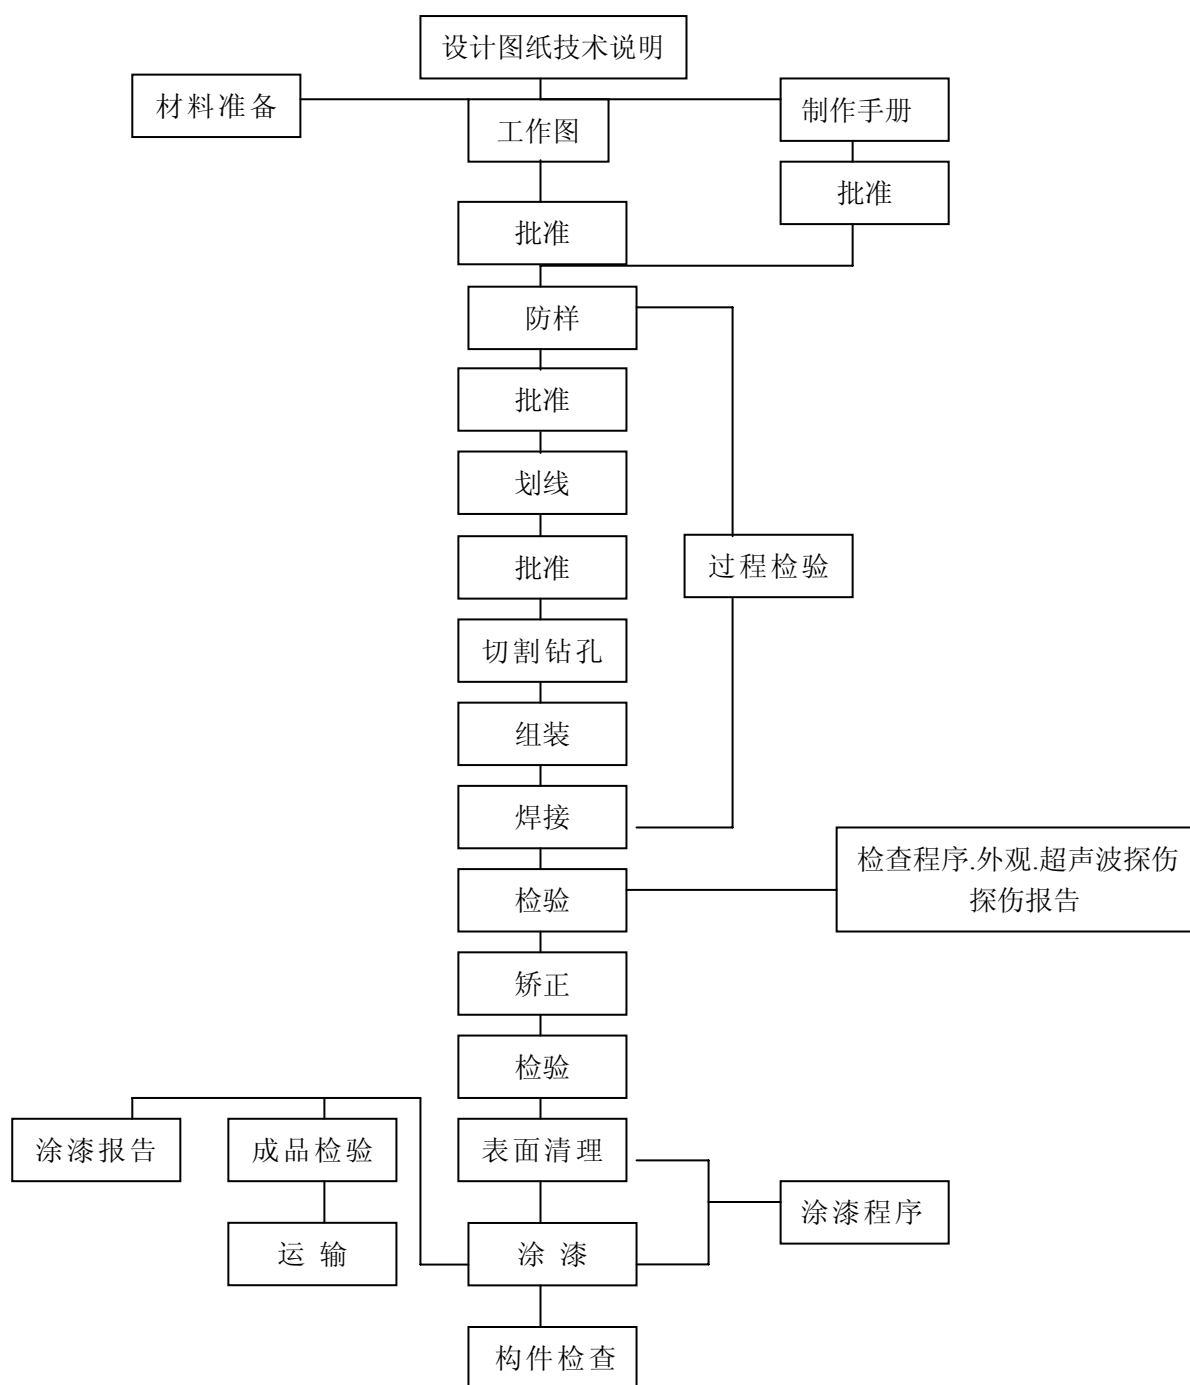 设计图纸技术说明
材料准备
工作图
制作手册
批准
批准
防样
批准
划线
批准
过程检验
切割钻孔
组装
焊接
检查程序.外观.超声波探伤
探伤报告
检验
矫正
检验
涂漆报告
成品检验
表面清理
涂漆程序
运 输
涂 漆
构件检查